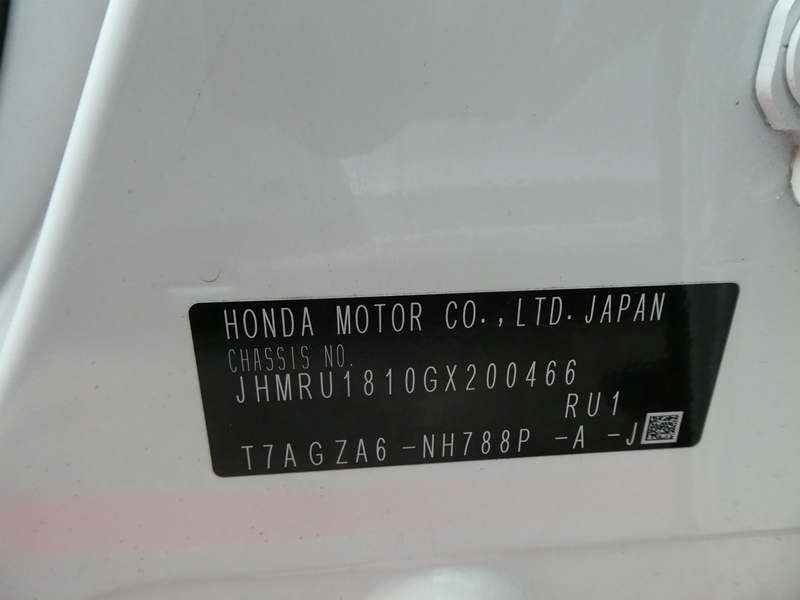 HONDA MOTOR CO.,LTD.JAPAN
CHASSIS NO.
JHMRU1810GX200466
RU1
T7AGZA6-NH788P -A -J